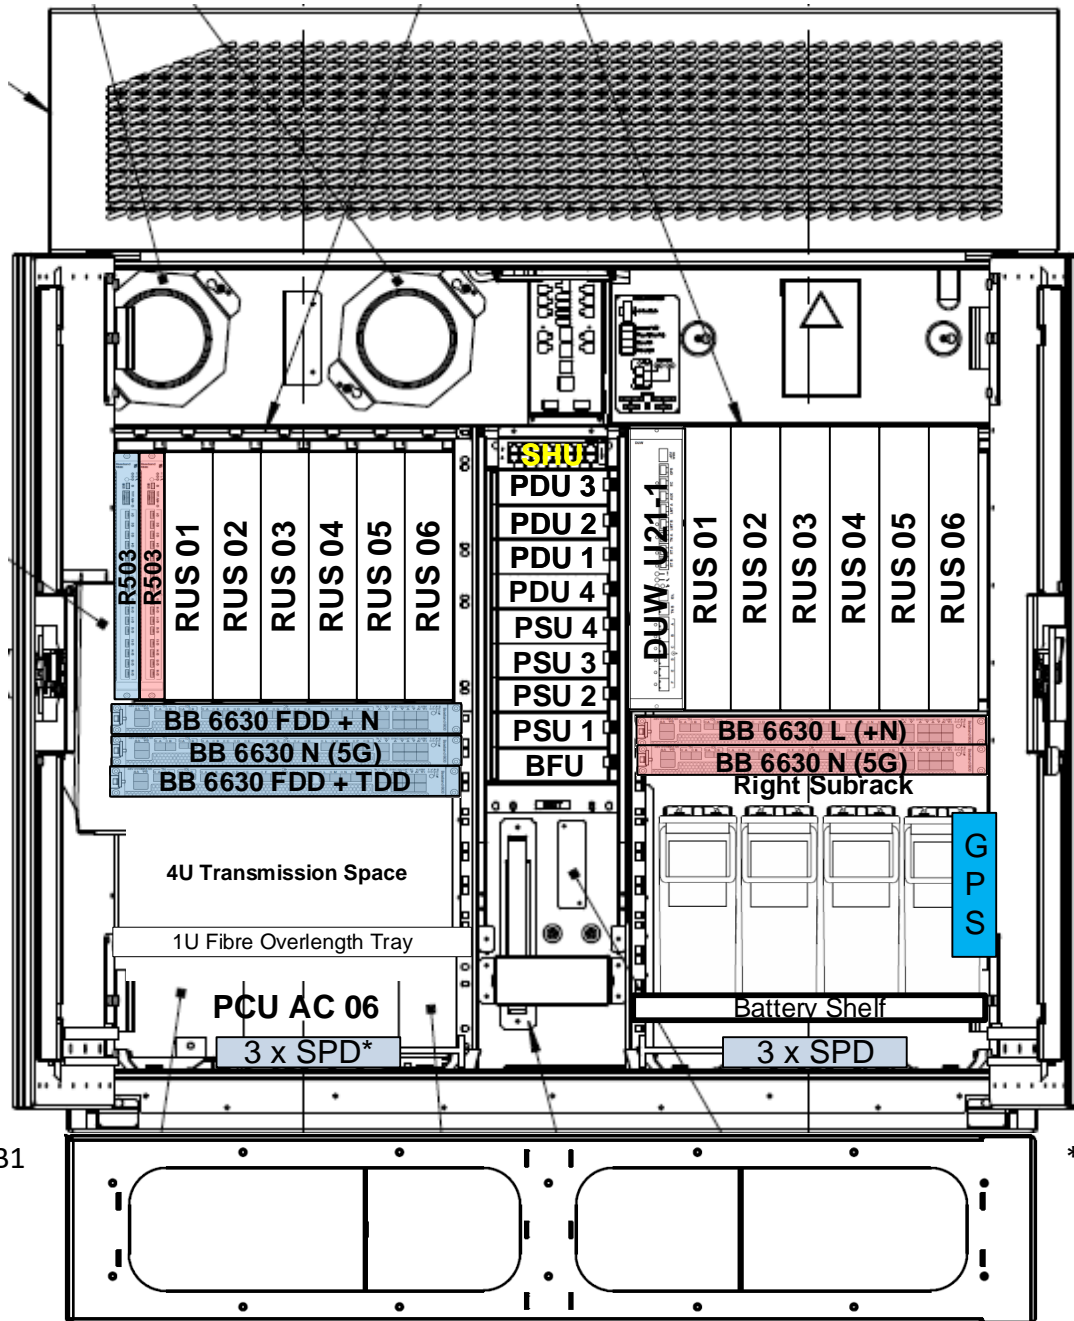 SHU
PDU 3
PDU 2
PDU 1
PDU 4
PSU 4
PSU 3
PSU 2
PSU 1
BFU
R503
R503
RUS 01
RUS 02
RUS 03
RUS 04
RUS 05
RUS 06
DUW U21-1
RUS 01
RUS 02
RUS 03
RUS 04
RUS 05
RUS 06
BB 6630 FDD + N
BB 6630 N (5G)
BB 6630 FDD + TDD
BB 6630 L (+N)
BB 6630 N (5G)
Right Subrack
GPS
4U Transmission Space
1U Fibre Overlength Tray
PCU AC 06
Battery Shelf
3 x SPD*
3 x SPD
31
*